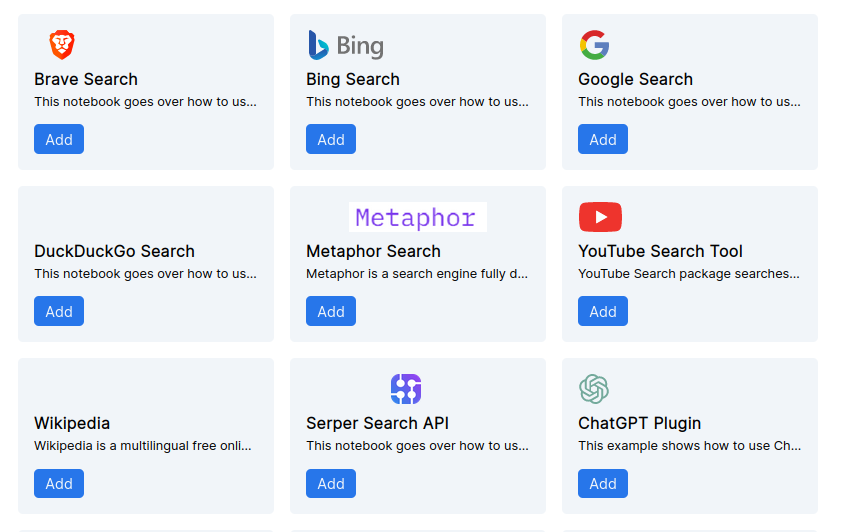 Bing
Brave Search
This notebook goes over how to us...
Add
Bing Search
This notebook goes over how to us...
Add
Google Search
This notebook goes over how to us...
Add
DuckDuckGo Search
This notebook goes over how to us...
Add
Metaphor
Metaphor Search
Metaphor is a search engine fully d...
Add
YouTube Search Tool
YouTube Search package searches...
Add
Wikipedia
Wikipedia is a multilingual free onli...
Add
Serper Search API
This notebook goes over how to us...
Add
ChatGPT Plugin
This example shows how to use Ch...
Add